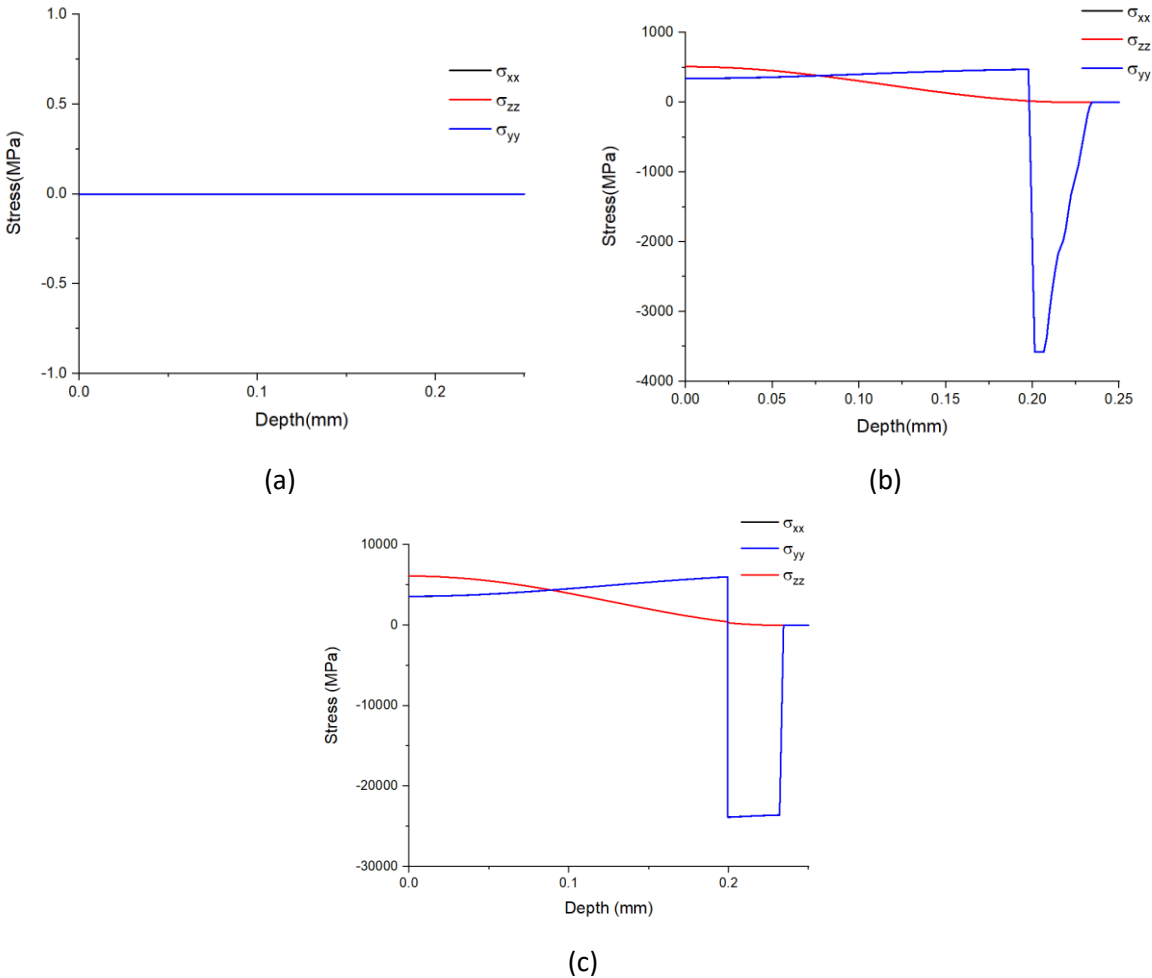 1.0
0.5
0.0
-0.5
-1.0
Stress(MPa)
0.0 0.1 0.2
Depth(mm)
σxx
σzz
σyy
(a)
σxx
σzz
σyy
1000
0
-1000
-2000
-3000
-4000
Stress(MPa)
0.00 0.05 0.10 0.15 0.20 0.25
Depth(mm)
(b)
σxx
σyy
σzz
10000
0
-10000
-20000
-30000
Stress (MPa)
0.0 0.1 0.2
Depth (mm)
(c)